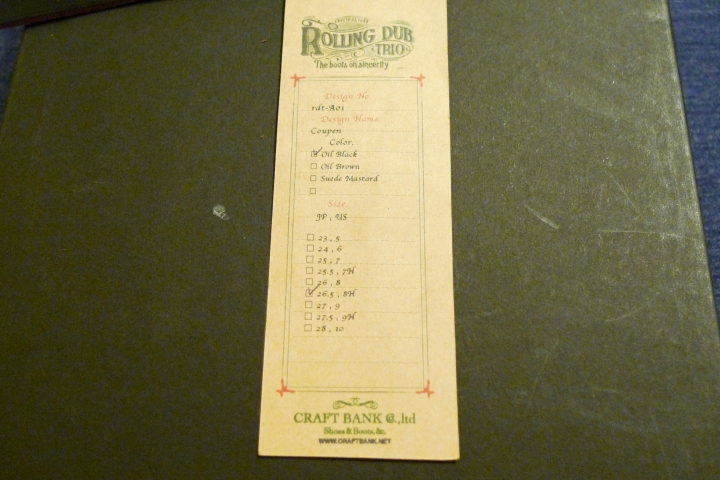 ROLLING DUB
TRIO
The boots on sincerity
Design No.
rdt-A01
Design Name.
Coupen
Color.
Oil Black
Oil Brown
Suede Mastard
Size.
JP , US
23 , 5
24 , 6
25 , 7
25.5 , 7H
26 , 8
26.5 , 8H
27 , 9
27.5 , 9H
28 , 10
CRAFT BANK Co.,ltd
Shoes & Boots, &c.
WWW.CRAFTBANK.NET